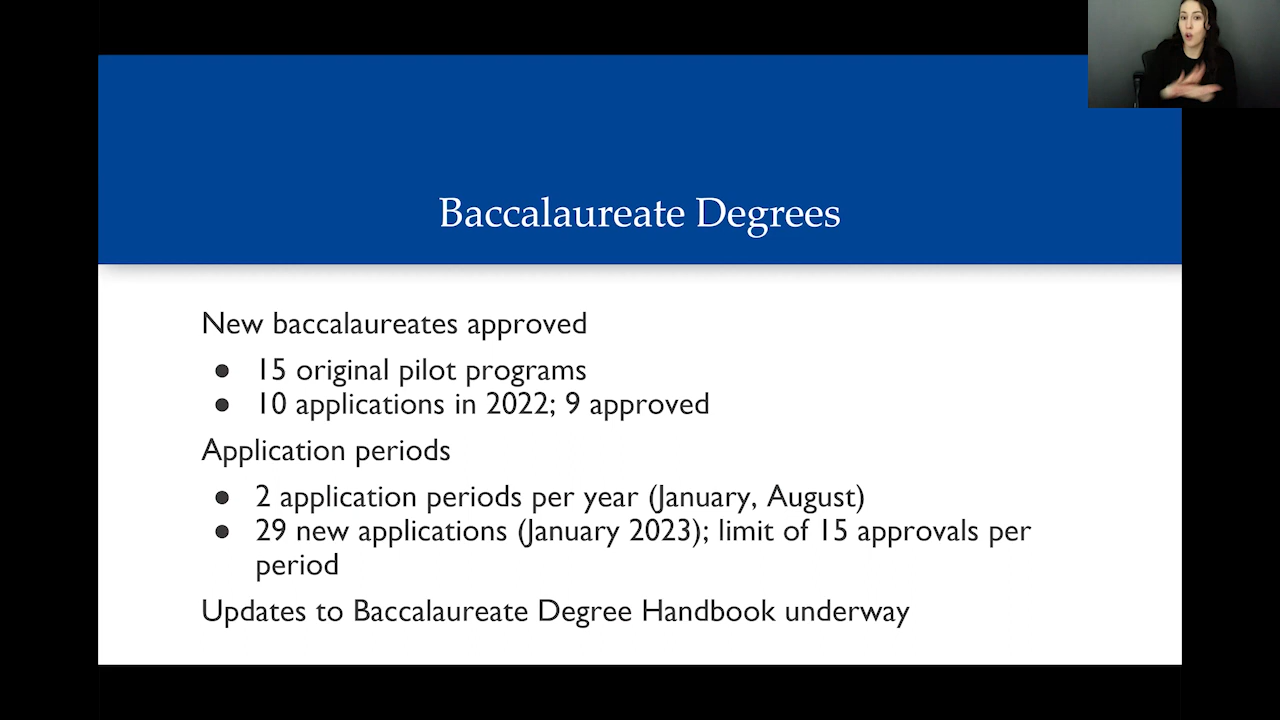 Baccalaureate Degrees
New baccalaureates approved
● 15 original pilot programs
● 10 applications in 2022; 9 approved
Application periods
● 2 application periods per year (January, August)
● 29 new applications (January 2023); limit of 15 approvals per
period
Updates to Baccalaureate Degree Handbook underway